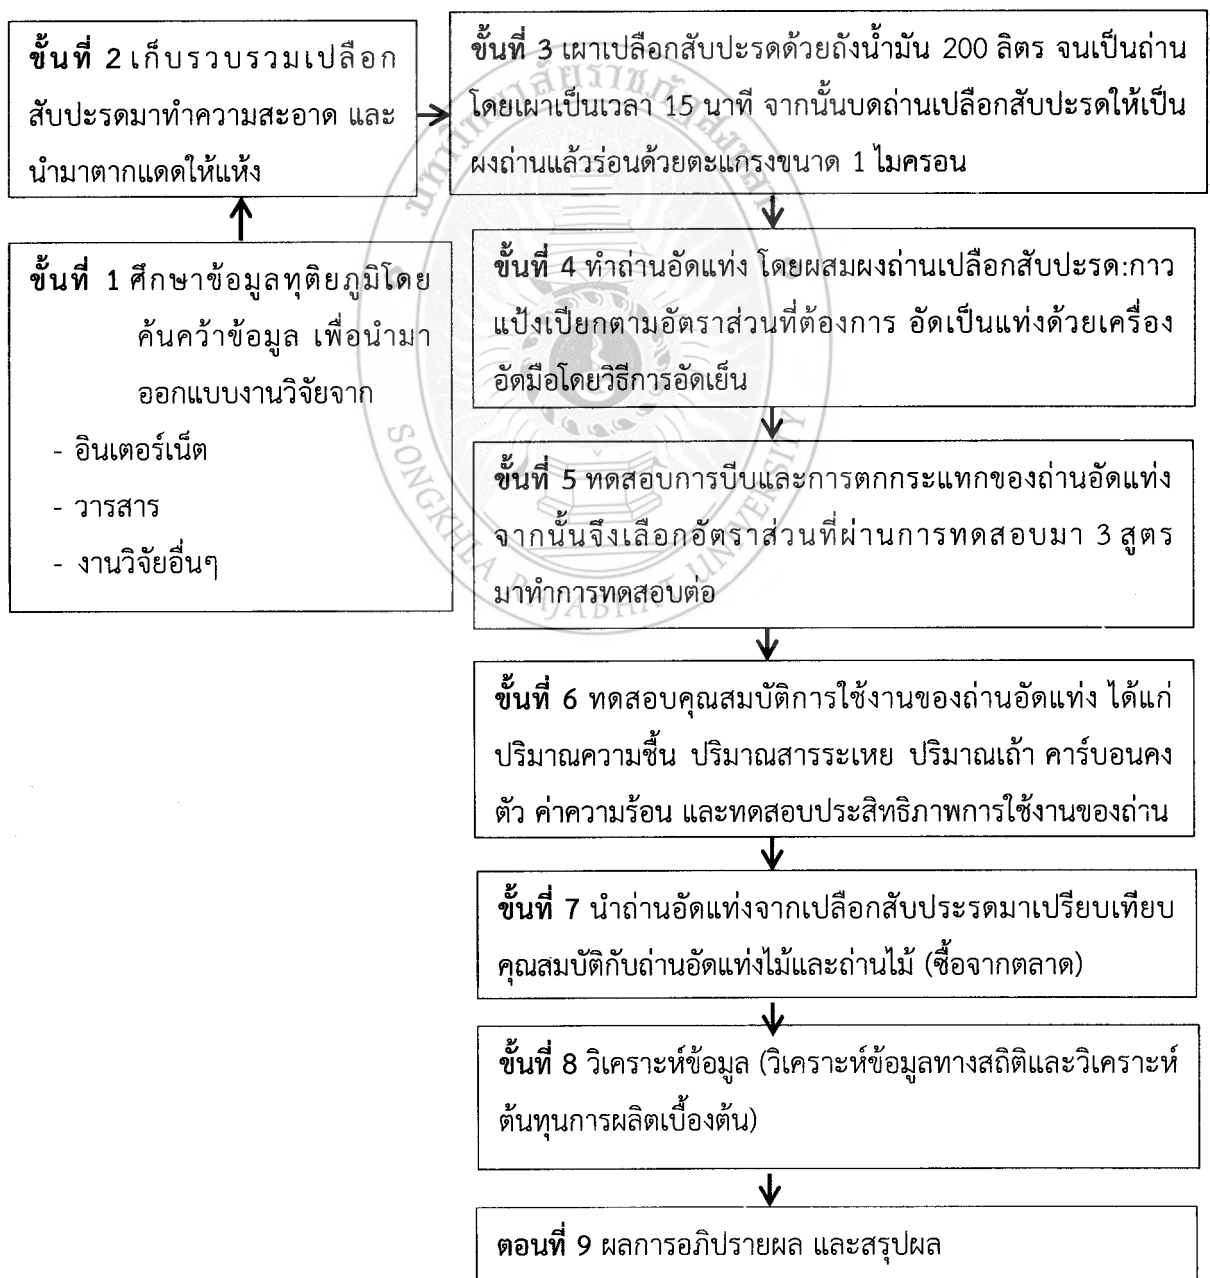 ขั้นที่ 1 ศึกษาข้อมูลทุติยภูมิโดย
ค้นคว้าข้อมูล เพื่อนำมา
ออกแบบงานวิจัยจาก
- อินเตอร์เน็ต
- วารสาร
- งานวิจัยอื่นๆ
ขั้นที่ 2 เก็บรวบรวมเปลือก
สับปะรดมาทำความสะอาด และ
นำมาตากแดดให้แห้ง
ขั้นที่ 3 เผาเปลือกสับปะรดด้วยถังน้ำมัน 200 ลิตร จนเป็นถ่าน
โดยเผาเป็นเวลา 15 นาที จากนั้นบดถ่านเปลือกสับปะรดให้เป็น
ผงถ่านแล้วร่อนด้วยตะแกรงขนาด 1 ไมครอน
ขั้นที่ 4 ทำถ่านอัดแท่ง โดยผสมผงถ่านเปลือกสับปะรด:กาว
แป้งเปียกตามอัตราส่วนที่ต้องการ อัดเป็นแท่งด้วยเครื่อง
อัดมือโดยวิธีการอัดเย็น
ขั้นที่ 5 ทดสอบการบีบและการตกกระแทกของถ่านอัดแท่ง
จากนั้นจึงเลือกอัตราส่วนที่ผ่านการทดสอบมา 3 สูตร
มาทำการทดสอบต่อ
ขั้นที่ 6 ทดสอบคุณสมบัติการใช้งานของถ่านอัดแท่ง ได้แก่
ปริมาณความชื้น ปริมาณสารระเหย ปริมาณเถ้า คาร์บอนคง
ตัว ค่าความร้อน และทดสอบประสิทธิภาพการใช้งานของถ่าน
ขั้นที่ 7 นำถ่านอัดแท่งจากเปลือกสับประรดมาเปรียบเทียบ
คุณสมบัติกับถ่านอัดแท่งไม้และถ่านไม้ (ซื้อจากตลาด)
ขั้นที่ 8 วิเคราะห์ข้อมูล (วิเคราะห์ข้อมูลทางสถิติและวิเคราะห์
ต้นทุนการผลิตเบื้องต้น)
ตอนที่ 9 ผลการอภิปรายผล และสรุปผล
มหาวิทยาลัยราชภัฏสงขลา
SONGKHLA RAJABHAT UNIVERSITY